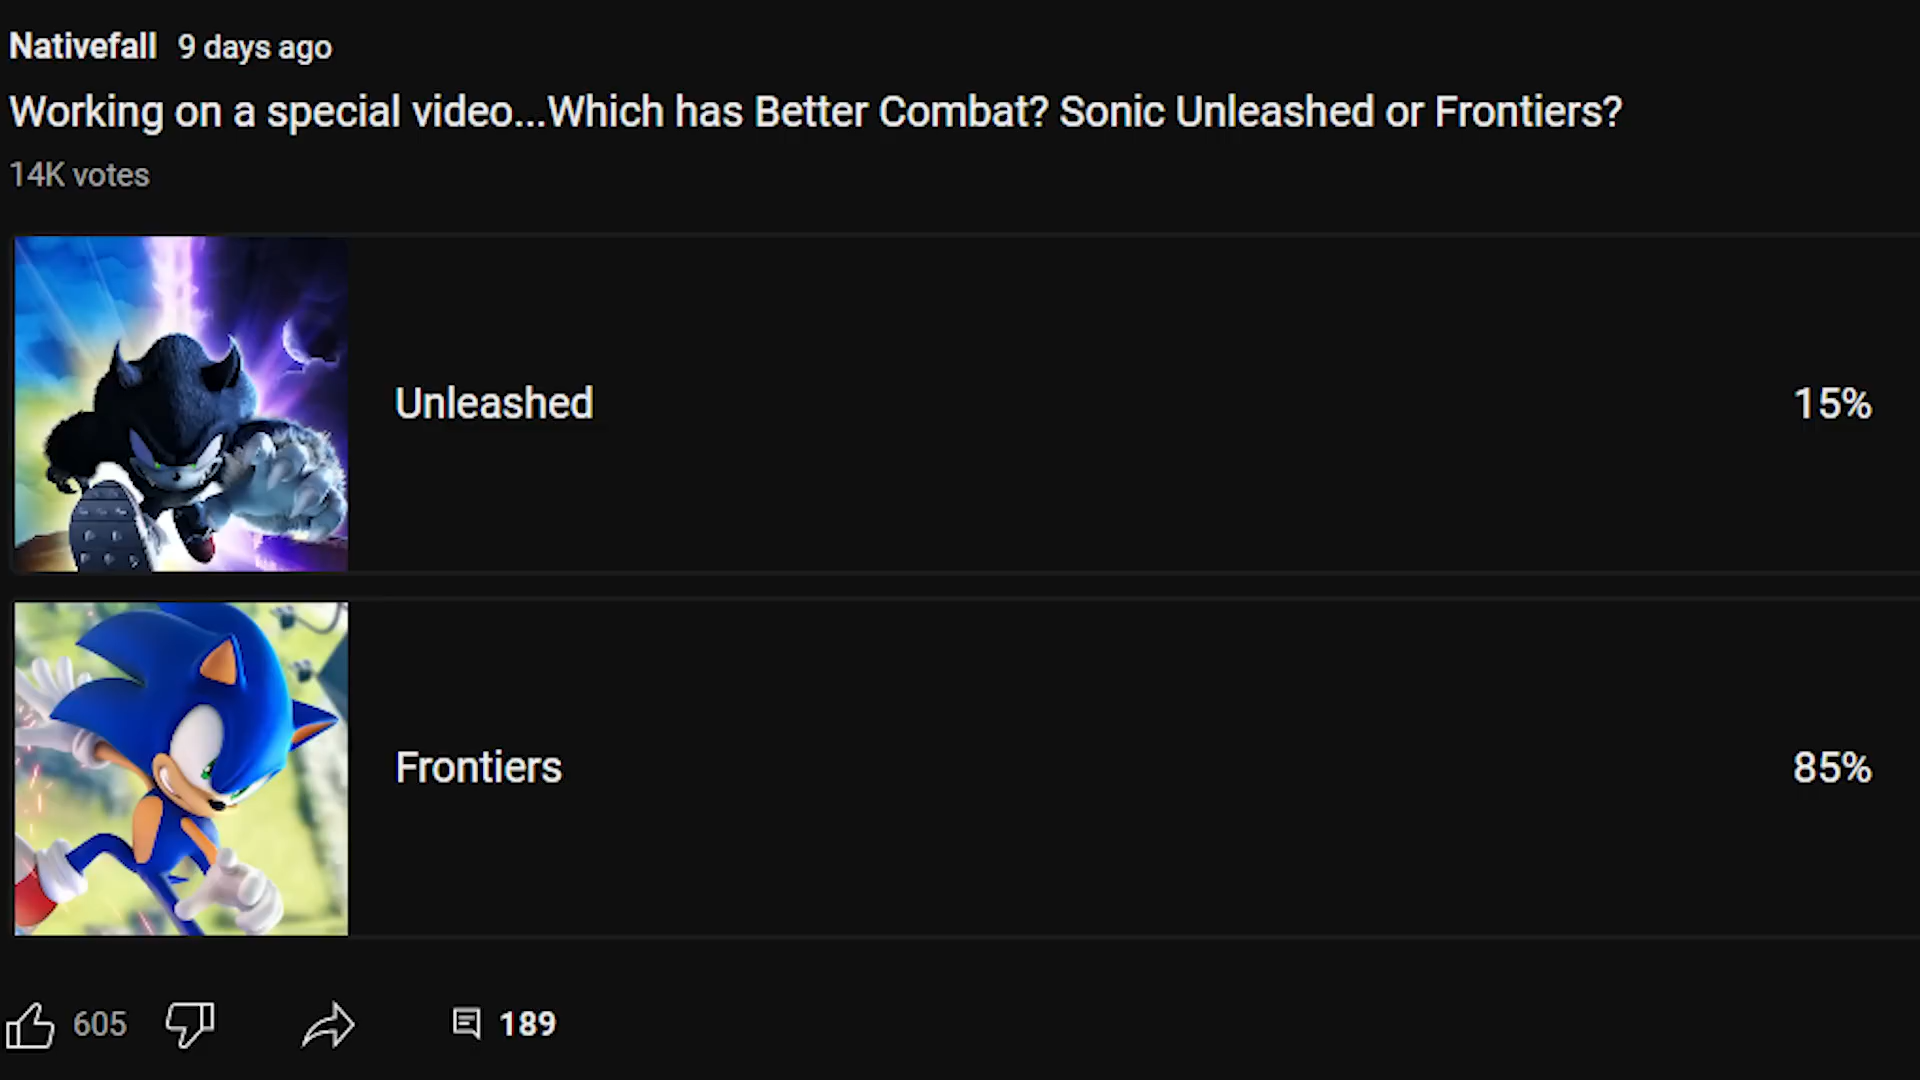 Nativefall 9 days ago
Working on a special video...Which has Better Combat? Sonic Unleashed or Frontiers?
14K votes
Unleashed
15%
Frontiers
85%
605
189